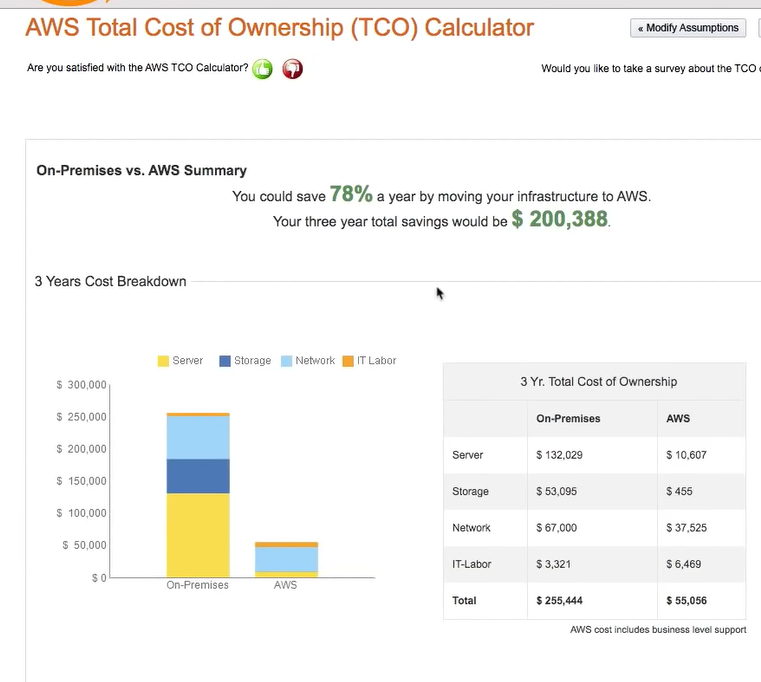 AWS Total Cost of Ownership (TCO) Calculator
« Modify Assumptions
Are you satisfied with the AWS TCO Calculator?
Would you like to take a survey about the TCO
On-Premises vs. AWS Summary
You could save 78% a year by moving your infrastructure to AWS.
Your three year total savings would be $ 200,388.
3 Years Cost Breakdown
Server Storage Network IT Labor
$ 300,000
$ 250,000
$ 200,000
$ 150,000
$ 100,000
$ 50,000
$ 0
On-Premises AWS
3 Yr. Total Cost of Ownership
On-Premises AWS
Server $ 132,029 $ 10,607
Storage $ 53,095 $ 455
Network $ 67,000 $ 37,525
IT-Labor $ 3,321 $ 6,469
Total $ 255,444 $ 55,056
AWS cost includes business level support